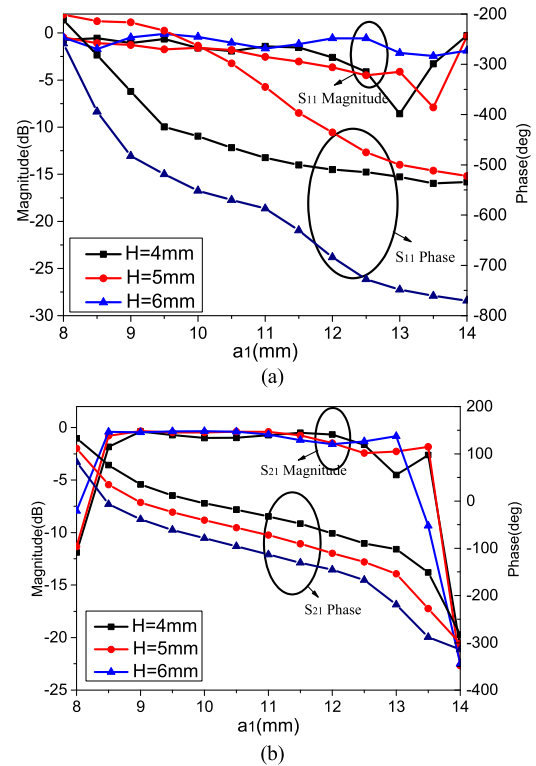 0
-5
-10
-15
-20
-25
-30
Magnitude(dB)
-200
-300
-400
-500
-600
-700
-800
Phase(deg)
S11 Magnitude
S11 Phase
H=4mm
H=5mm
H=6mm
8 9 10 11 12 13 14
a1(mm)
(a)
0
-5
-10
-15
-20
-25
Magnitude(dB)
200
100
0
-100
-200
-300
-400
Phase(deg)
S21 Magnitude
S21 Phase
H=4mm
H=5mm
H=6mm
8 9 10 11 12 13 14
a1(mm)
(b)